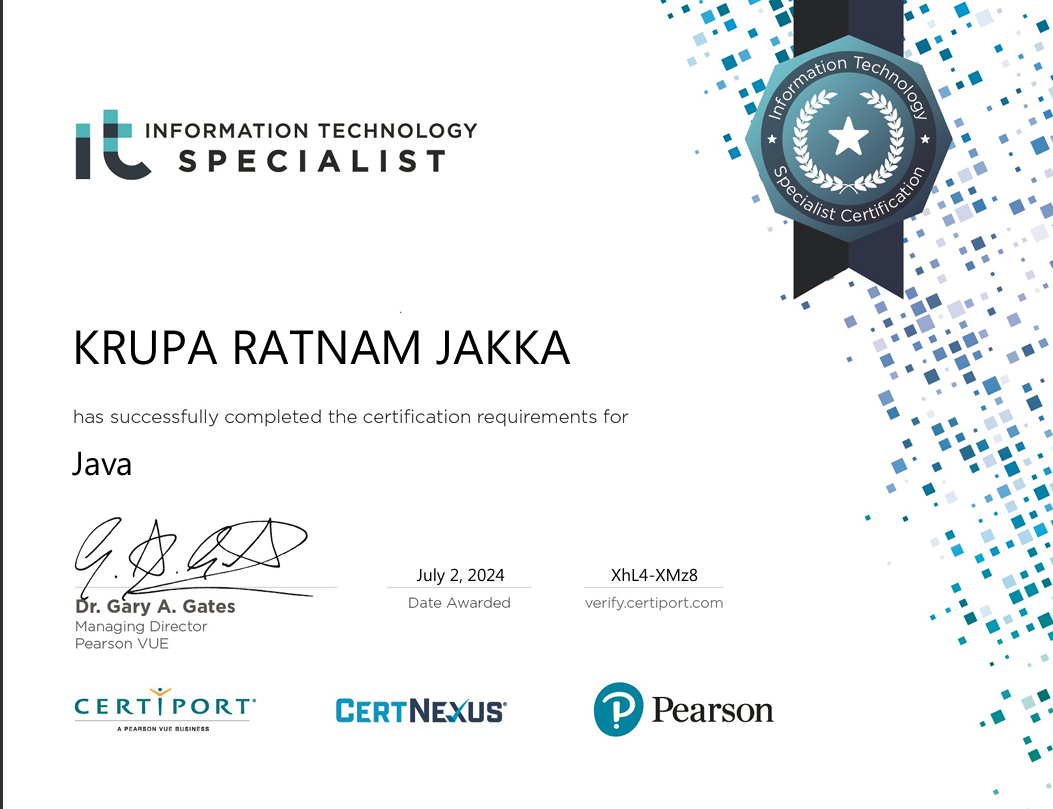 it INFORMATION TECHNOLOGY
SPECIALIST
Information Technology
Specialist Certification
KRUPA RATNAM JAKKA
has successfully completed the certification requirements for
Java
July 2, 2024
XhL4-XMz8
Date Awarded
verify.certiport.com
Dr. Gary A. Gates
Managing Director
Pearson VUE
CERTIPORT
A PEARSON VUE BUSINESS
CERTNEXUS
Pearson